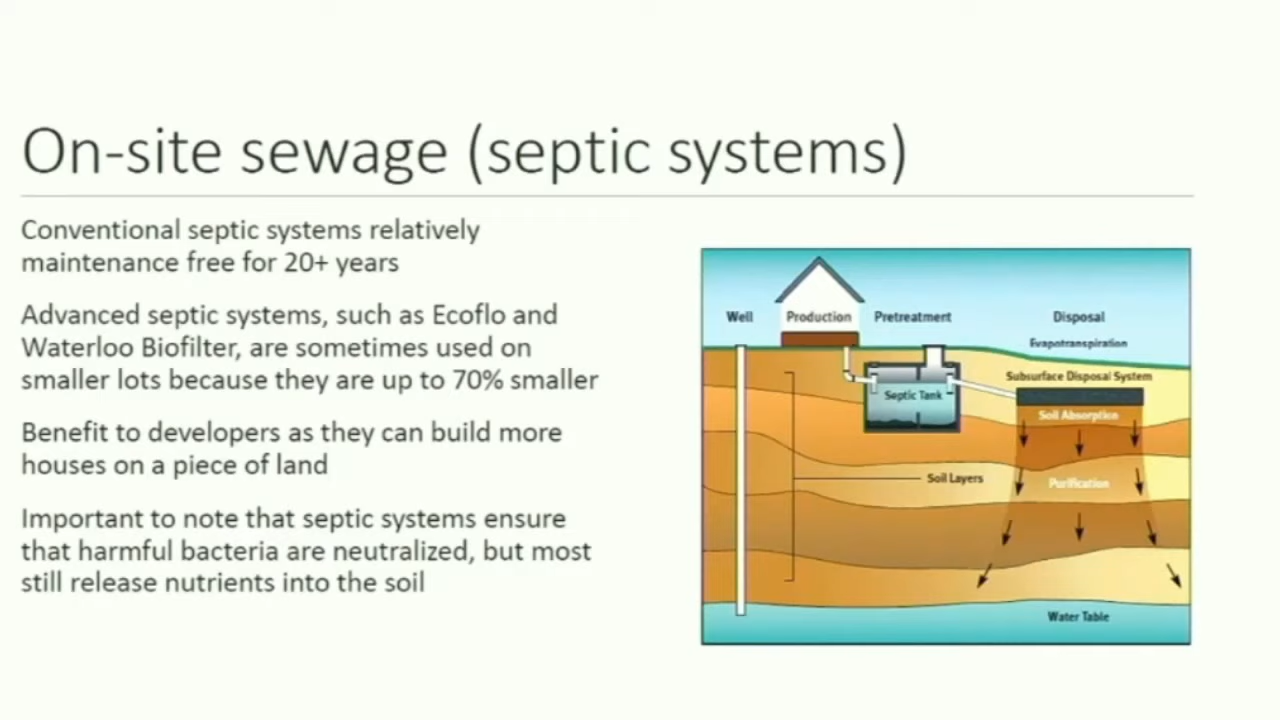 On-site sewage (septic systems)
Conventional septic systems relatively
maintenance free for 20+ years
Advanced septic systems, such as Ecoflo and
Waterloo Biofilter, are sometimes used on
smaller lots because they are up to 70% smaller
Benefit to developers as they can build more
houses on a piece of land
Important to note that septic systems ensure
that harmful bacteria are neutralized, but most
still release nutrients into the soil
Well
Production
Pretreatment
Disposal
Evapotranspiration
Subsurface Disposal System
Septic Tank
Soil Absorption
Soil Layers
Purification
Water Table